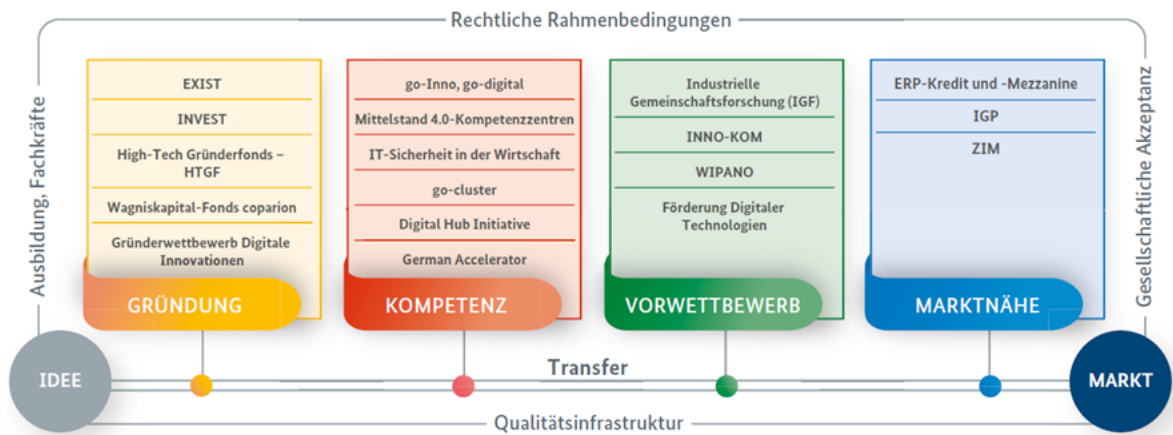 Rechtliche Rahmenbedingungen
Ausbildung, Fachkräfte
EXIST
INVEST
High-Tech Gründerfonds –
HTGF
Wagniskapital-Fonds coparion
Gründerwettbewerb Digitale
Innovationen
GRÜNDUNG
go-Inno, go-digital
Mittelstand 4.0-Kompetenzzentren
IT-Sicherheit in der Wirtschaft
go-cluster
Digital Hub Initiative
German Accelerator
KOMPETENZ
Industrielle
Gemeinschaftsforschung (IGF)
INNO-KOM
WIPANO
Förderung Digitaler
Technologien
VORWETTBEWERB
ERP-Kredit und -Mezzanine
IGP
ZIM
MARKTNÄHE
Gesellschaftliche Akzeptanz
IDEE
Transfer
MARKT
Qualitätsinfrastruktur